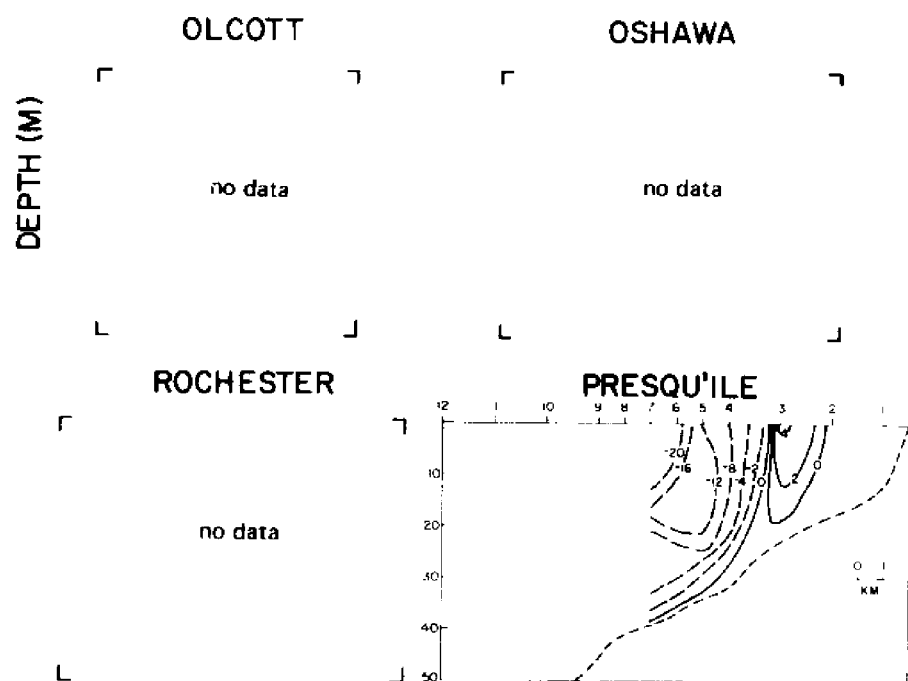 OLCOTT
OSHAWA
DEPTH (M)
no data
no data
ROCHESTER
PRESQU'ILE
no data
12 1 10 9 8 7 6 5 4 3 2 1
10
20
30
40
50
-20
-16
-12
-8
-4
-2
0
2
0
0 1
KM